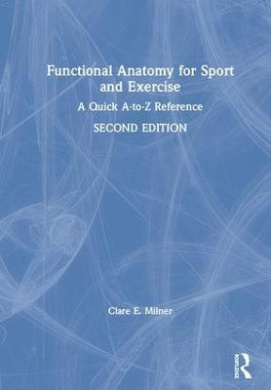 Functional Anatomy for Sport
and Exercise
A Quick A-to-Z Reference
SECOND EDITION
Clare E. Milner
ROUTLEDGE